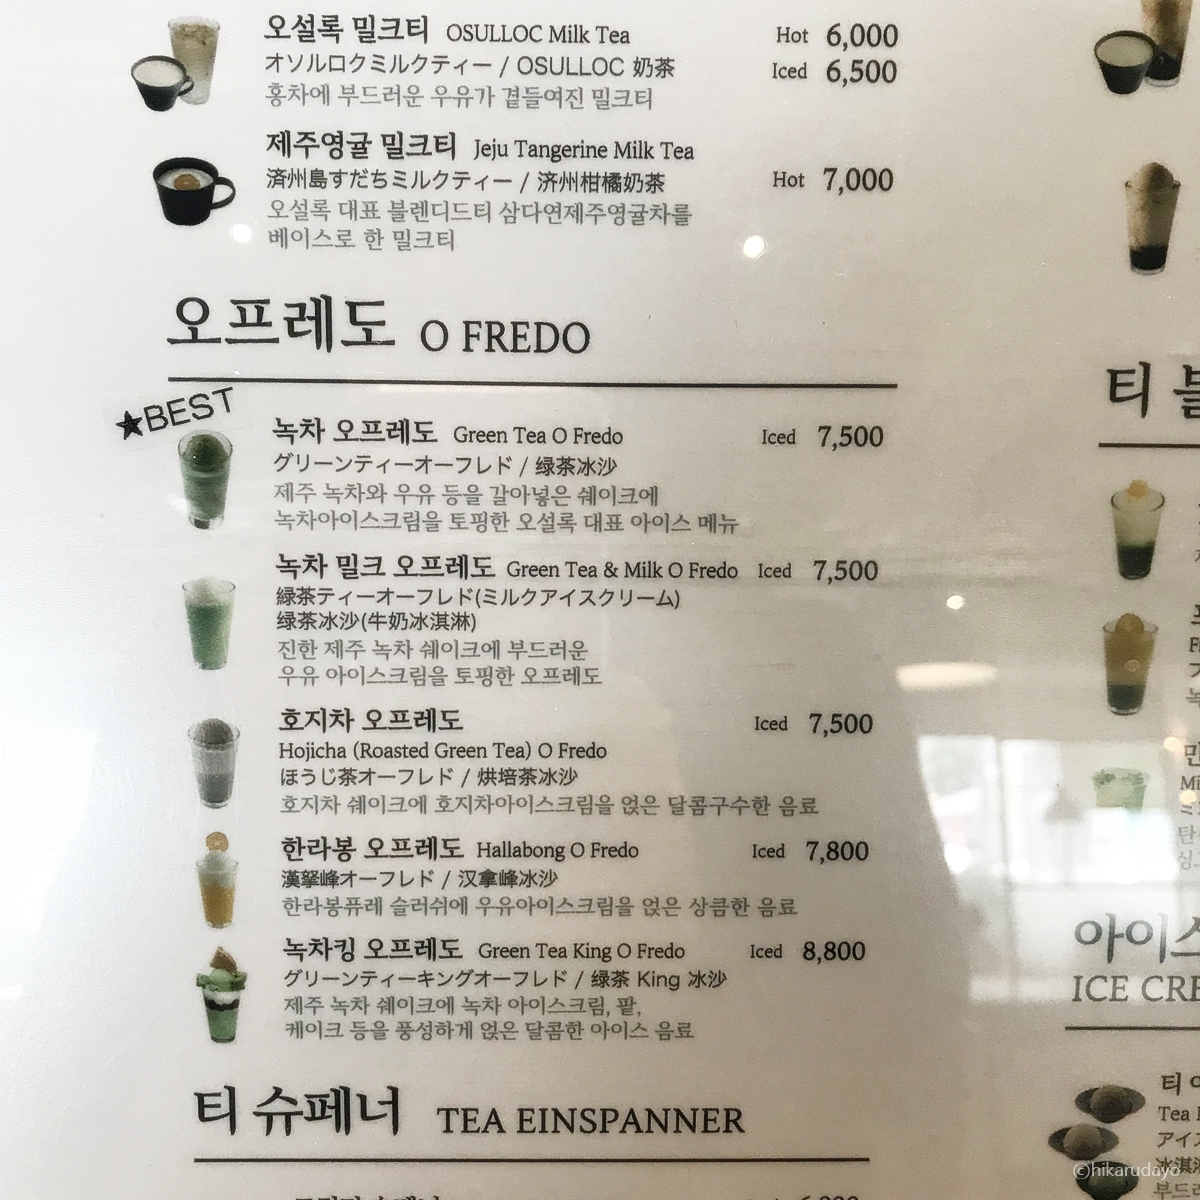 오설록 밀크티 OSULLOC Milk Tea Hot 6,000
オソルロクミルクティー / OSULLOC 奶茶 Iced 6,500
홍차에 부드러운 우유가 곁들여진 밀크티
제주영귤 밀크티 Jeju Tangerine Milk Tea
済州島すだちミルクティー / 济州柑橘奶茶 Hot 7,000
오설록 대표 블렌디드티 삼다연제주영귤차를
베이스로 한 밀크티
오프레도 O FREDO
★BEST
녹차 오프레도 Green Tea O Fredo Iced 7,500
グリーンティーオーフレド / 绿茶冰沙
제주 녹차와 우유 등을 갈아넣은 쉐이크에
녹차아이스크림을 토핑한 오설록 대표 아이스 메뉴
녹차 밀크 오프레도 Green Tea & Milk O Fredo Iced 7,500
緑茶ティーオーフレド(ミルクアイスクリーム)
绿茶冰沙(牛奶冰淇淋)
진한 제주 녹차 쉐이크에 부드러운
우유 아이스크림을 토핑한 오프레도
호지차 오프레도 Iced 7,500
Hojicha (Roasted Green Tea) O Fredo
ほうじ茶オーフレド / 烘培茶冰沙
호지차 쉐이크에 호지차아이스크림을 얹은 달콤구수한 음료
한라봉 오프레도 Hallabong O Fredo Iced 7,800
漢拏峰オーフレド / 汉拿峰冰沙
한라봉퓨레 슬러쉬에 우유아이스크림을 얹은 상큼한 음료
녹차킹 오프레도 Green Tea King O Fredo Iced 8,800
グリーンティーキングオーフレド / 绿茶 King 冰沙
제주 녹차 쉐이크에 녹차 아이스크림, 팥,
케이크 등을 풍성하게 얹은 달콤한 아이스 음료
티 슈페너 TEA EINSPANNER
티
아이스
ICE CRE
티
Tea
アイ
冰淇
©hikarudayo